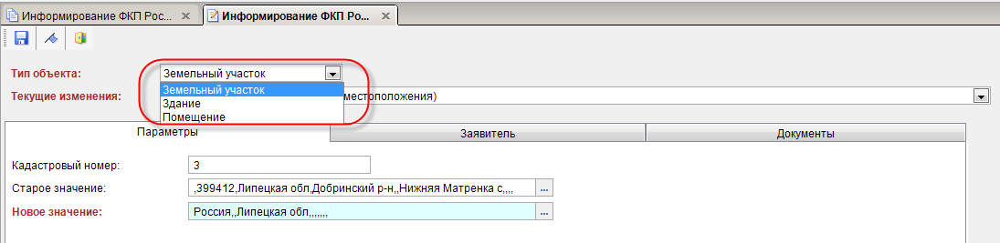 Информирование ФКП Рос... Информирование ФКП Ро...
Тип объекта: Земельный участок
Земельный участок
Текущие изменения: местоположения)
Здание
Помещение
Параметры Заявитель Документы
Кадастровый номер: 3
Старое значение: ,399412,Липецкая обл,Добринский р-н,,Нижняя Матренка с,,,, ...
Новое значение: Россия,,Липецкая обл,,,,,,, ...